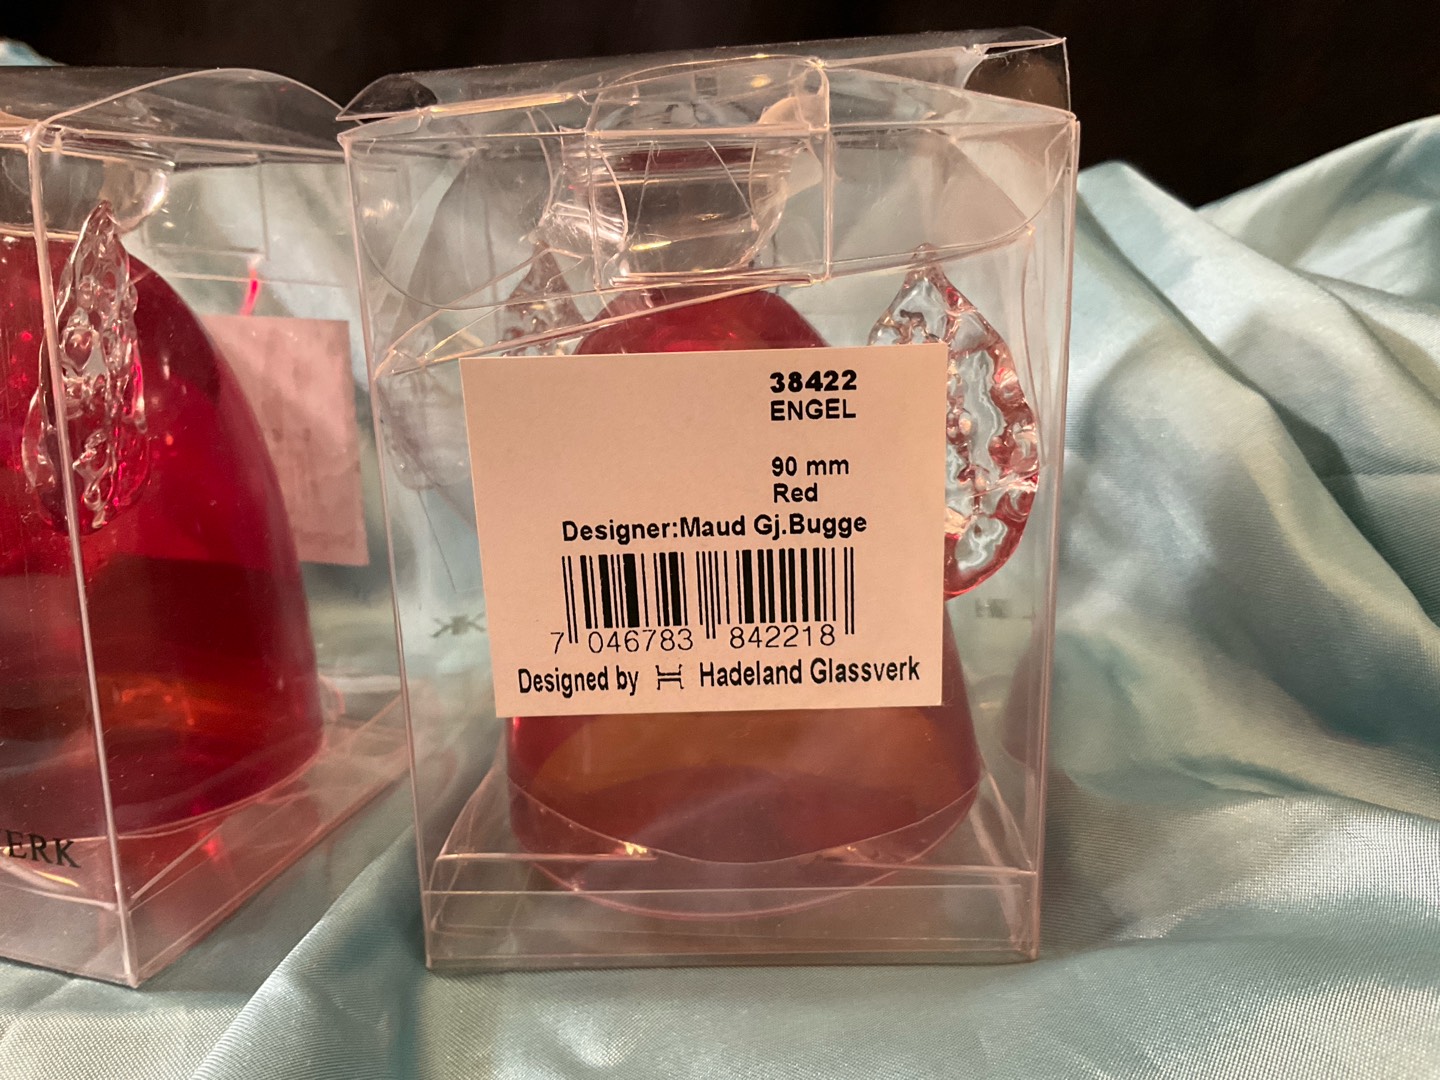 38422
ENGEL
90 mm
Red
Designer:Maud Gj.Bugge
7 046783 842218
Designed by Hadeland Glassverk
ERK